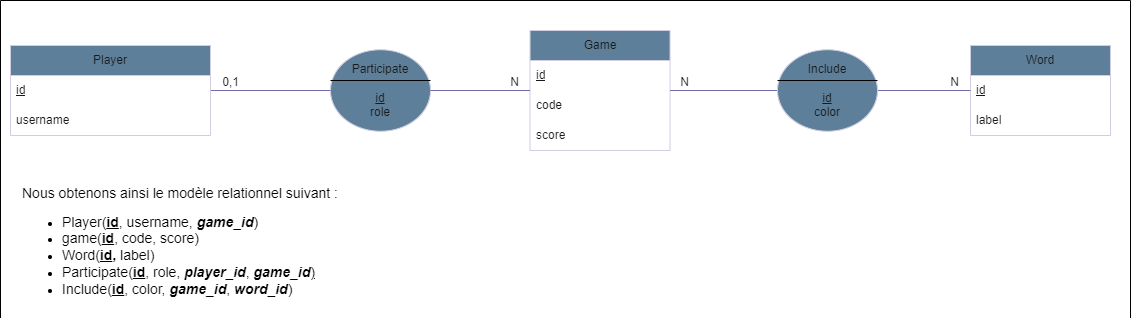 Player
id
username
0,1
Participate
id
role
N
Game
id
code
score
N
Include
id
color
N
Word
id
label
Nous obtenons ainsi le modèle relationnel suivant :
• Player(id, username, game_id)
• game(id, code, score)
• Word(id, label)
• Participate(id, role, player_id, game_id)
• Include(id, color, game_id, word_id)